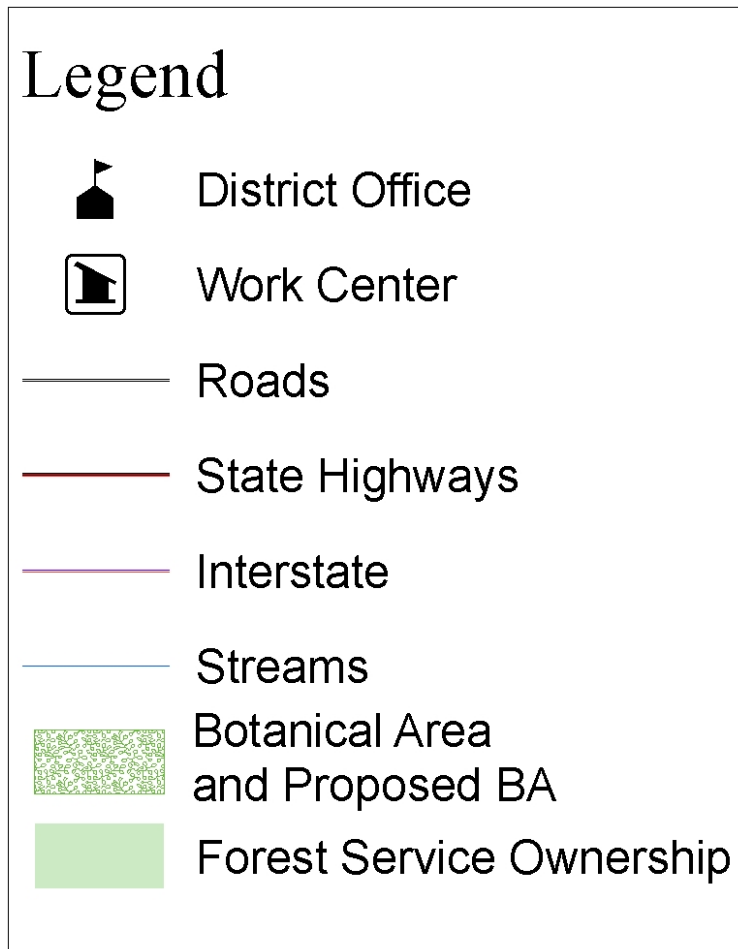 Legend
District Office
Work Center
Roads
State Highways
Interstate
Streams
Botanical Area
and Proposed BA
Forest Service Ownership